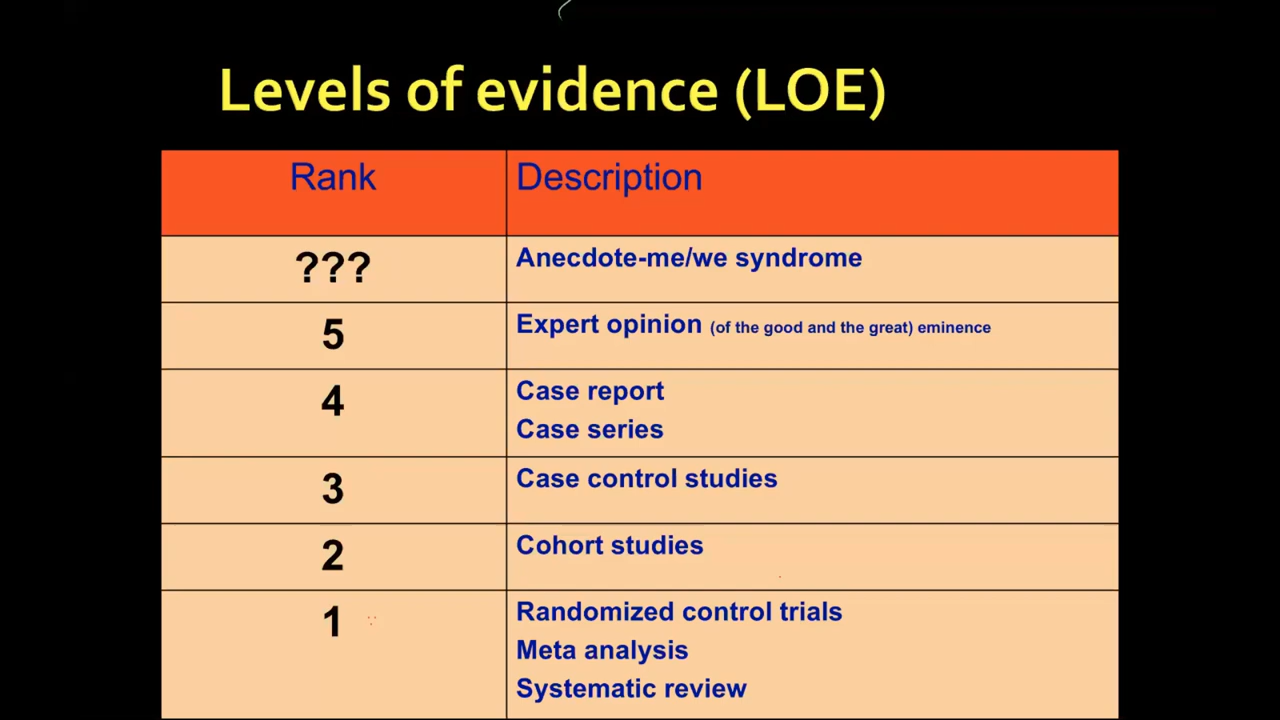 Levels of evidence (LOE)
Rank Description
??? Anecdote-me/we syndrome
5 Expert opinion (of the good and the great) eminence
4 Case report
Case series
3 Case control studies
2 Cohort studies
1 Randomized control trials
Meta analysis
Systematic review